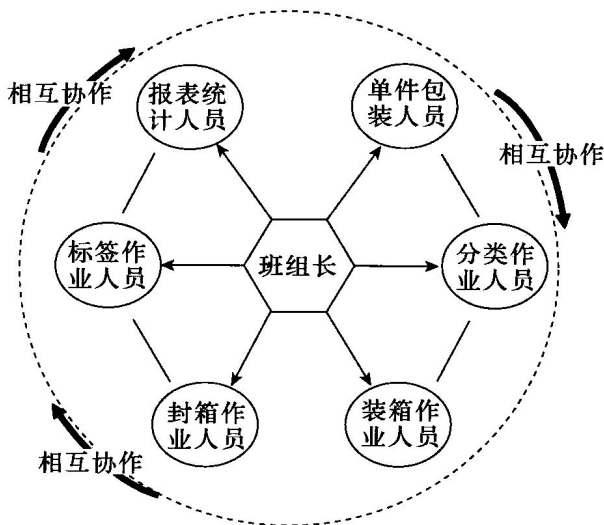 相互协作
报表统
计人员
单件包
装人员
相互协作
标签作
业人员
班组长
分类作
业人员
封箱作
业人员
装箱作
业人员
相互协作